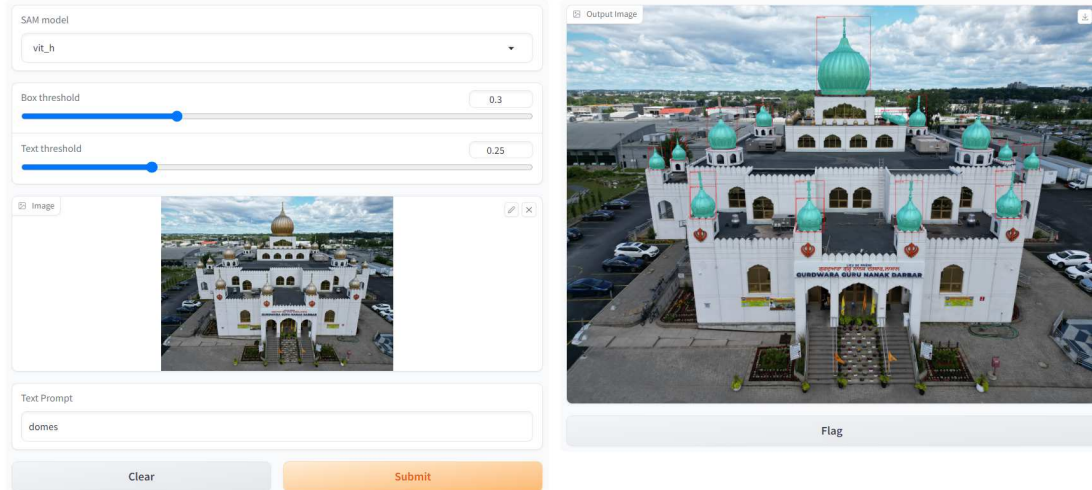 SAM model
vit_h
Box threshold
0.3
Text threshold
0.25
Image
Text Prompt
domes
Clear
Submit
Output Image
GURDWARA GURU NANAK DARBAR
Flag